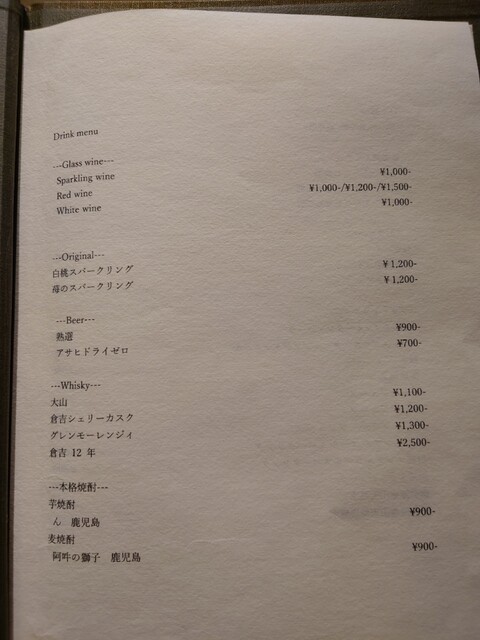 Drink menu
---Glass wine---
Sparkling wine ¥1,000-
Red wine ¥1,000-/¥1,200-/¥1,500-
White wine ¥1,000-
---Original---
白桃スパークリング ¥1,200-
苺のスパークリング ¥1,200-
---Beer---
熟選 ¥900-
アサヒドライゼロ ¥700-
---Whisky---
大山 ¥1,100-
倉吉シェリーカスク ¥1,200-
グレンモーレンジィ ¥1,300-
倉吉 12 年 ¥2,500-
---本格焼酎---
芋焼酎
ん 鹿児島 ¥900-
麦焼酎
阿吽の獅子 鹿児島 ¥900-